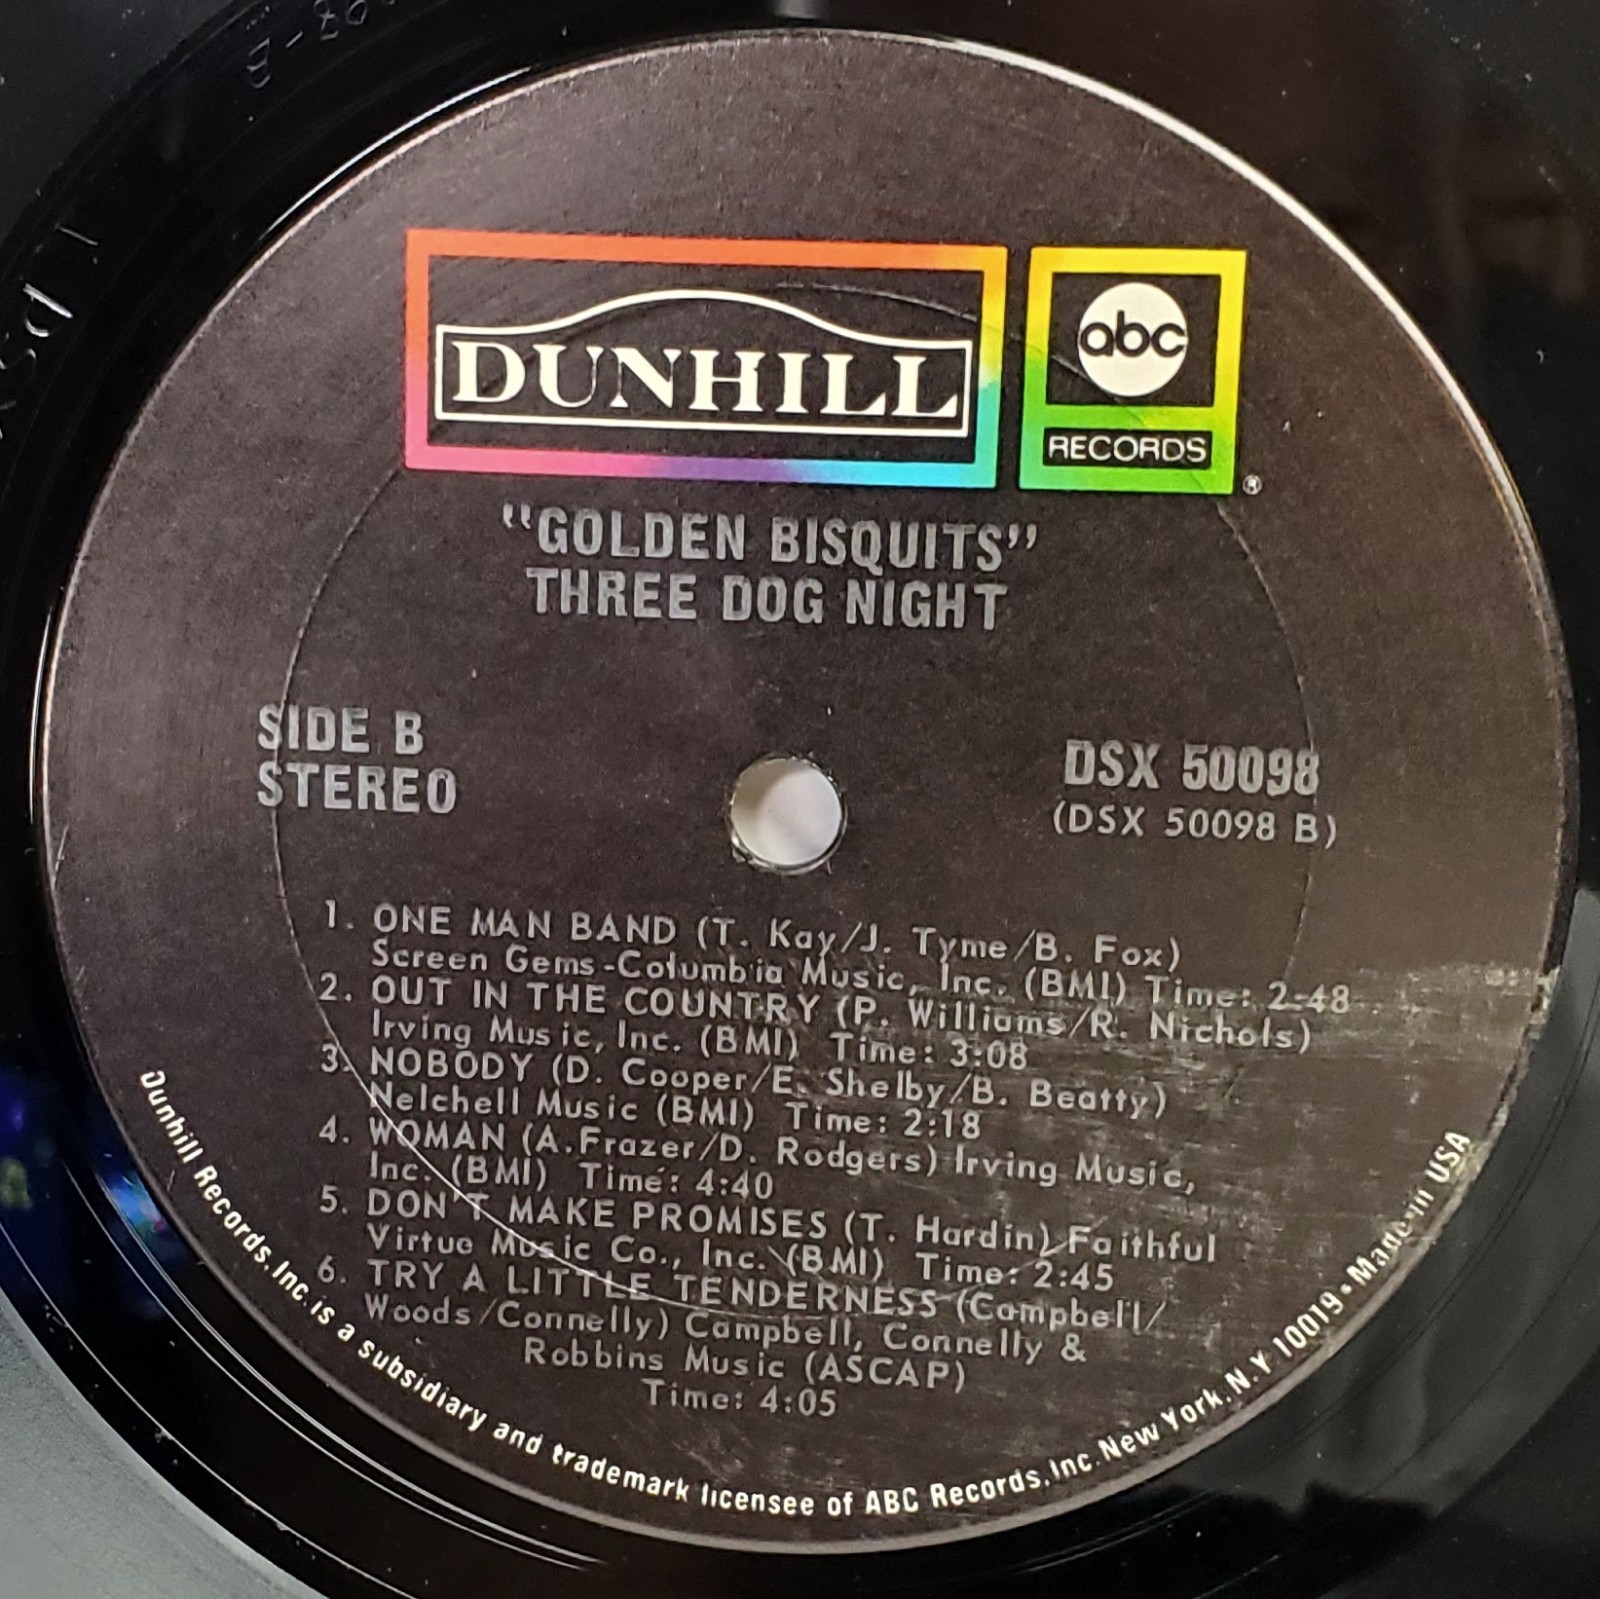 DUNHILL
abc
RECORDS
®
"GOLDEN BISQUITS"
THREE DOG NIGHT
SIDE B
STEREO
DSX 50098
(DSX 50098 B)
1. ONE MAN BAND (T. Kay/J. Tyme/B. Fox)
Screen Gems-Columbia Music, Inc. (BMI) Time: 2:48
2. OUT IN THE COUNTRY (P. Williams/R. Nichols)
Irving Music, Inc. (BMI) Time: 3:08
3. NOBODY (D. Cooper/E. Shelby/B. Beatty)
Nelchell Music (BMI) Time: 2:18
4. WOMAN (A.Frazer/D. Rodgers) Irving Music,
Inc. (BMI) Time: 4:40
5. DON'T MAKE PROMISES (T. Hardin) Faithful
Virtue Music Co., Inc. (BMI) Time: 2:45
6. TRY A LITTLE TENDERNESS (Campbell/
Woods/Connelly) Campbell, Connelly &
Robbins Music (ASCAP)
Time: 4:05
Dunhill Records, Inc. is a subsidiary and trademark licensee of ABC Records, Inc. New York, N.Y. 10019 • Made in USA